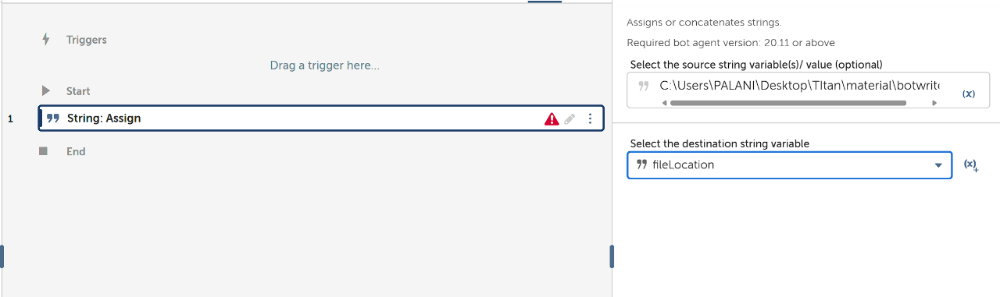 Triggers
Drag a trigger here...
Start
1 String: Assign
End
Assigns or concatenates strings.
Required bot agent version: 20.11 or above
Select the source string variable(s)/ value (optional)
C:\Users\PALANI\Desktop\TItan\material\botwrite
(x)
Select the destination string variable
fileLocation
(x)+